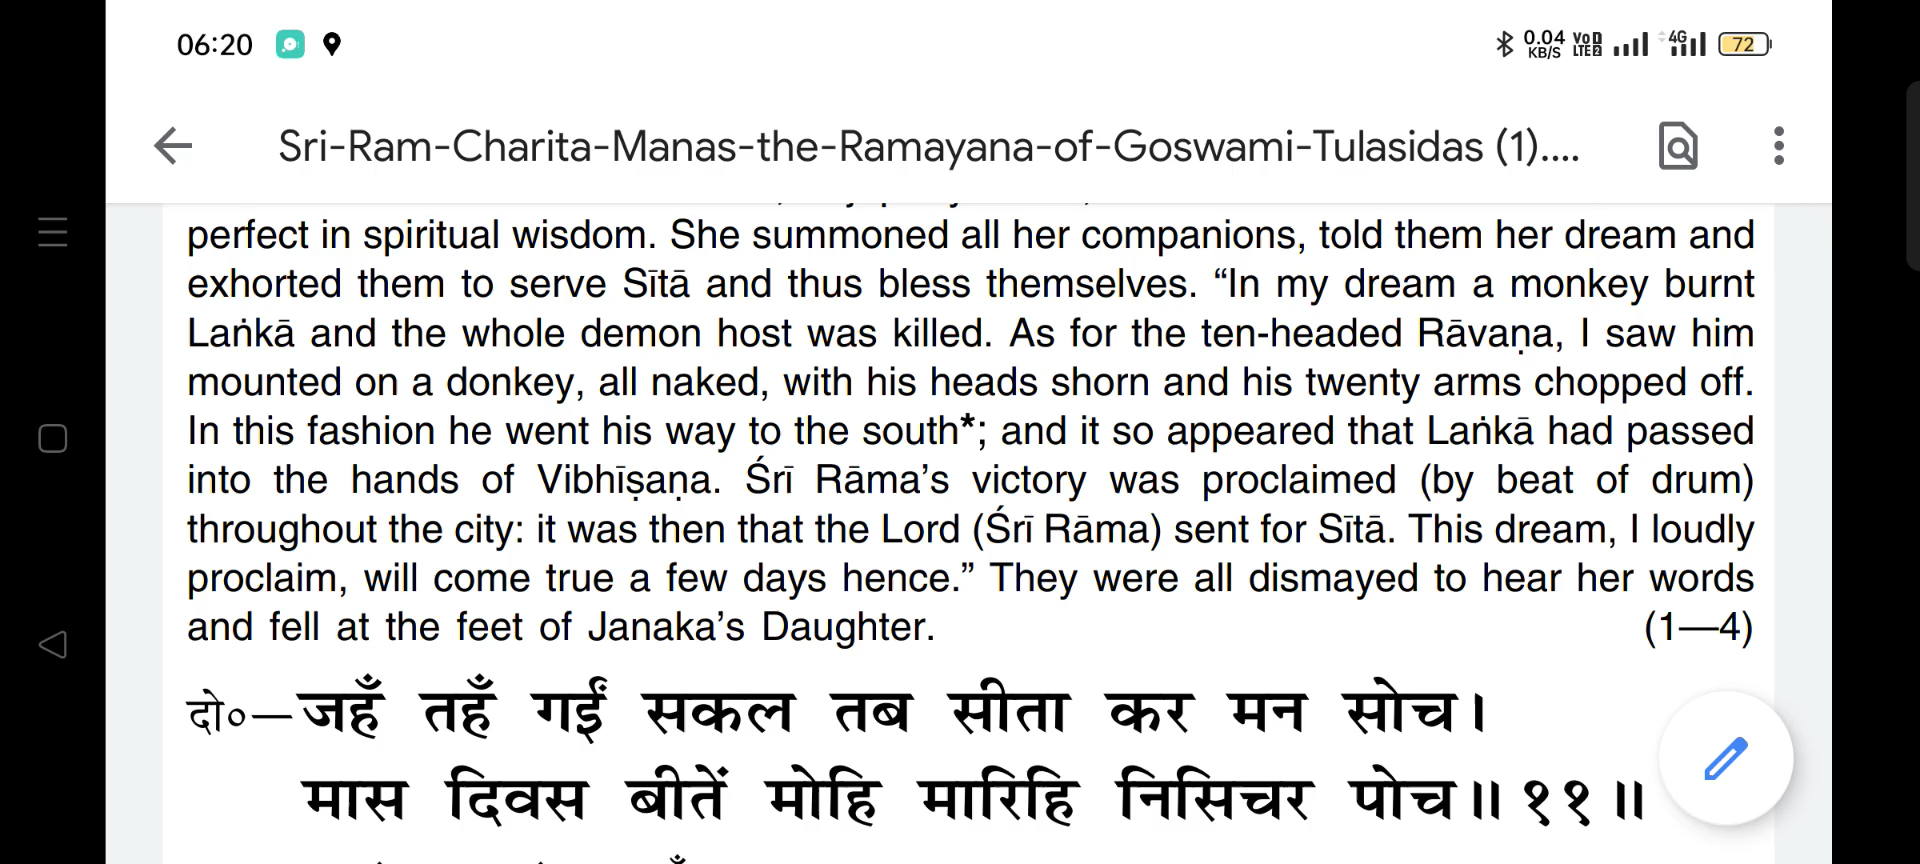 06:20
0.04 KB/S VoD LTE2 4G 72
Sri-Ram-Charita-Manas-the-Ramayana-of-Goswami-Tulasidas (1)....
perfect in spiritual wisdom. She summoned all her companions, told them her dream and
exhorted them to serve Sītā and thus bless themselves. “In my dream a monkey burnt
Laṅkā and the whole demon host was killed. As for the ten-headed Rāvaṇa, I saw him
mounted on a donkey, all naked, with his heads shorn and his twenty arms chopped off.
In this fashion he went his way to the south*; and it so appeared that Laṅkā had passed
into the hands of Vibhīṣaṇa. Śrī Rāma’s victory was proclaimed (by beat of drum)
throughout the city: it was then that the Lord (Śrī Rāma) sent for Sītā. This dream, I loudly
proclaim, will come true a few days hence.” They were all dismayed to hear her words
and fell at the feet of Janaka’s Daughter. (1—4)
दो०—जहँ तहँ गईं सकल तब सीता कर मन सोच।
मास दिवस बीतें मोहि मारिहि निसिचर पोच॥ ११॥